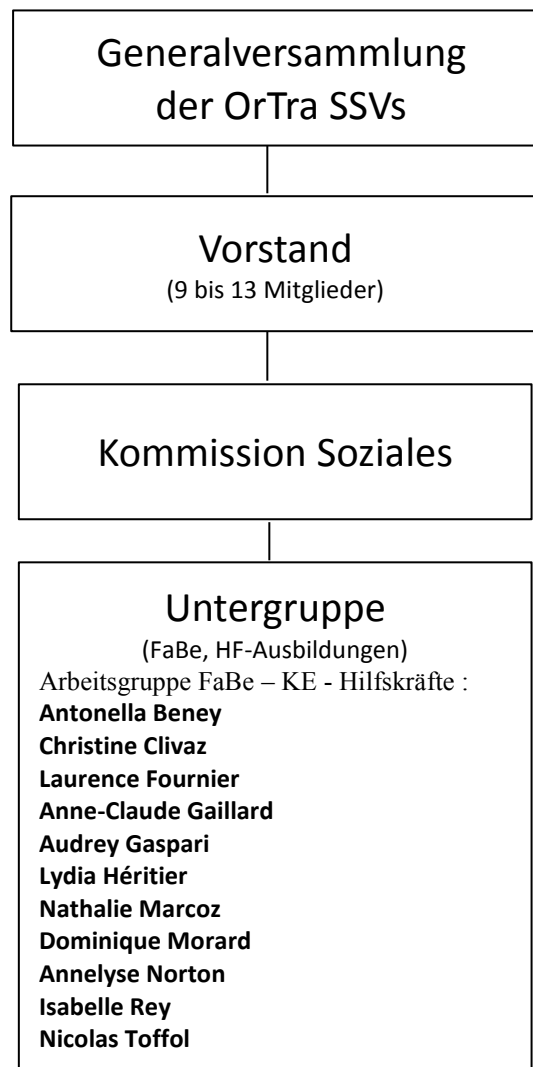 Generalversammlung
der OrTra SSVs
Vorstand
(9 bis 13 Mitglieder)
Kommission Soziales
Untergruppe
(FaBe, HF-Ausbildungen)
Arbeitsgruppe FaBe – KE - Hilfskräfte :
Antonella Beney
Christine Clivaz
Laurence Fournier
Anne-Claude Gaillard
Audrey Gaspari
Lydia Héritier
Nathalie Marcoz
Dominique Morard
Annelyse Norton
Isabelle Rey
Nicolas Toffol